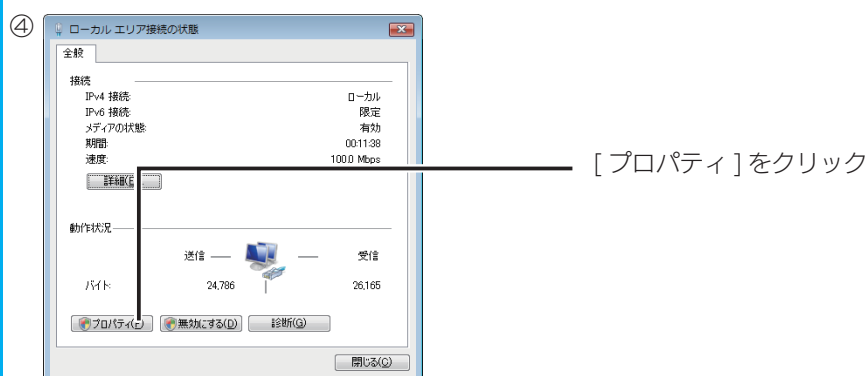 ④
ローカル エリア接続の状態
全般
接続
IPv4 接続: ローカル
IPv6 接続: 限定
メディアの状態: 有効
期間: 00:11:38
速度: 100.0 Mbps
詳細(E)...
[ プロパティ ] をクリック
動作状況
送信 受信
バイト: 24,786 26,165
プロパティ(P) 無効にする(D) 診断(G)
閉じる(C)